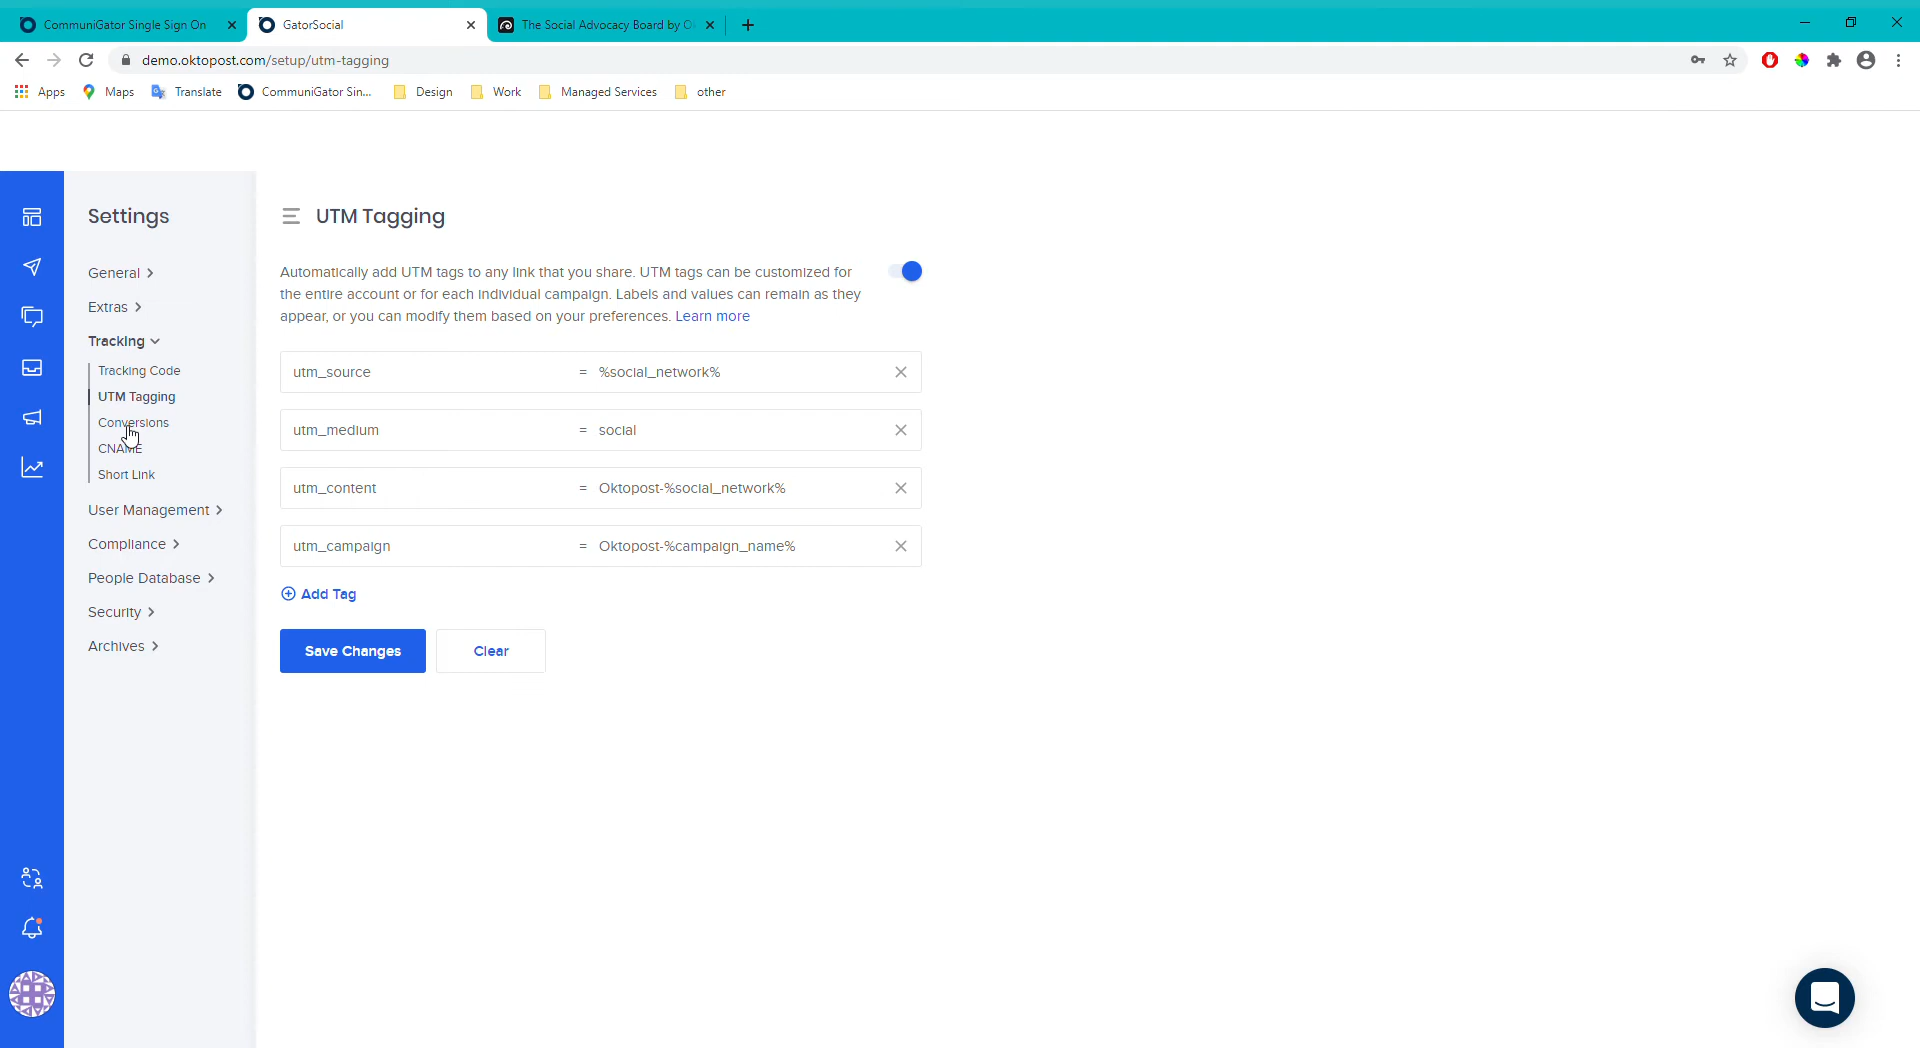 CommuniGator Single Sign On
GatorSocial
The Social Advocacy Board by O
demo.oktopost.com/setup/utm-tagging
Apps
Maps
Translate
CommuniGator Sin...
Design
Work
Managed Services
other
Settings
General
Extras
Tracking
Tracking Code
UTM Tagging
Conversions
CNAME
Short Link
User Management
Compliance
People Database
Security
Archives
UTM Tagging
Automatically add UTM tags to any link that you share. UTM tags can be customized for
the entire account or for each individual campaign. Labels and values can remain as they
appear, or you can modify them based on your preferences. Learn more
utm_source = %social_network%
utm_medium = social
utm_content = Oktopost-%social_network%
utm_campaign = Oktopost-%campaign_name%
Add Tag
Save Changes
Clear